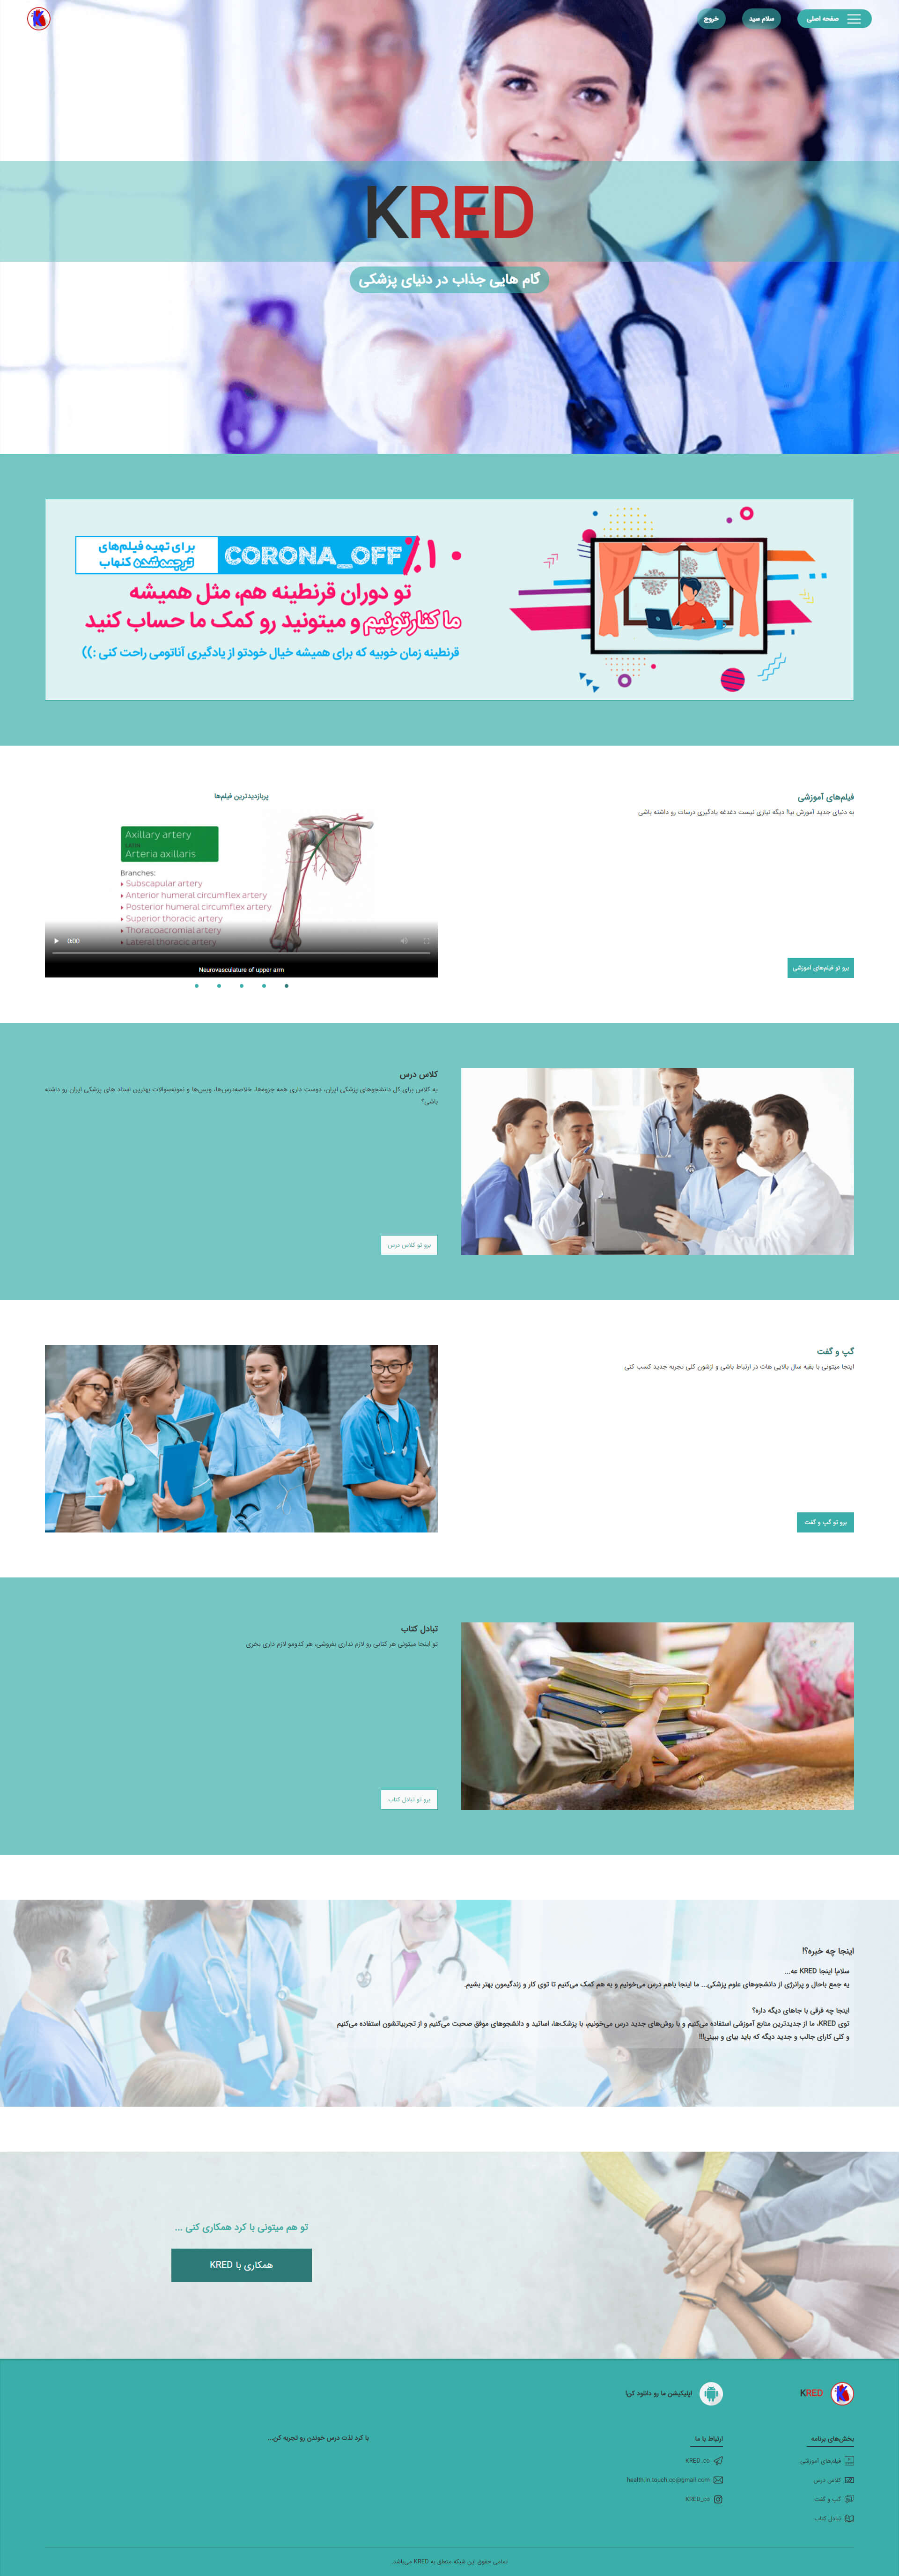 صفحه اصلی
سلام سید
خروج
KRED
گام هایی جذاب در دنیای پزشکی
٪۱۰
CORONA_OFF
برای تهیه فیلم‌های
ترجمه‌شده کنهاب
تو دوران قرنطینه هم، مثل همیشه
ما کنارتونیم و میتونید رو کمک ما حساب کنید
قرنطینه زمان خوبیه که برای همیشه خیال خودتو از یادگیری آناتومی راحت کنی :))
فیلم‌های آموزشی
به دنیای جدید آموزش بیا! دیگه نیازی نیست دغدغه یادگیری درسات رو داشته باشی
برو تو فیلم‌های آموزشی
پربازدیدترین فیلم‌ها
Axillary artery
Arteria axillaris
Branches:
Subscapular artery
Anterior humeral circumflex artery
Posterior humeral circumflex artery
Superior thoracic artery
Thoracoacromial artery
Lateral thoracic artery
0:00
Neurovasculature of upper arm
کلاس درس
یه کلاس برای کل دانشجوهای پزشکی ایران، دوست داری همه جزوه‌ها، خلاصه‌درس‌ها، ویس‌ها و نمونه‌سوالات بهترین استاد های پزشکی ایران رو داشته
باشی؟
برو تو کلاس درس
گپ و گفت
اینجا میتونی با بقیه سال بالایی هات در ارتباط باشی و ازشون کلی تجربه جدید کسب کنی
برو تو گپ و گفت
تبادل کتاب
تو اینجا میتونی هر کتابی رو لازم نداری بفروشی، هر کدومو لازم داری بخری
برو تو تبادل کتاب
اینجا چه خبره؟!
سلام! اینجا KRED عه...
یه جمع باحال و پرانرژی از دانشجوهای علوم پزشکی... ما اینجا باهم درس می‌خونیم و به هم کمک می‌کنیم تا توی کار و زندگیمون بهتر بشیم.
اینجا چه فرقی با جاهای دیگه داره؟
توی KRED، ما از جدیدترین منابع آموزشی استفاده می‌کنیم و با روش‌های جدید درس می‌خونیم، با پزشک‌ها، اساتید و دانشجوهای موفق صحبت می‌کنیم و از تجربیاتشون استفاده می‌کنیم
و کلی کارای جالب و جدید دیگه که باید بیای و ببینی!!!
تو هم میتونی با کرد همکاری کنی ...
همکاری با KRED
KRED
اپلیکیشن ما رو دانلود کن!
بخش‌های برنامه
فیلم‌های آموزشی
کلاس درس
گپ و گفت
تبادل کتاب
ارتباط با ما
KRED_co
health.in.touch.co@gmail.com
KRED_co
با کرد لذت درس خوندن رو تجربه کن...
تمامی حقوق این شبکه متعلق به KRED می‌باشد.